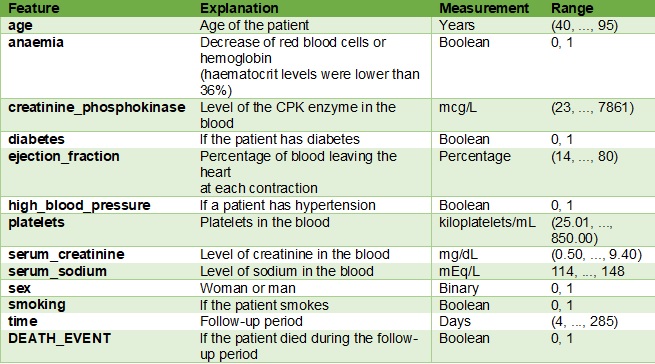 Feature Explanation Measurement Range
age Age of the patient Years (40, ..., 95)
anaemia Decrease of red blood cells or Boolean 0, 1
hemoglobin
(haematocrit levels were lower than
36%)
creatinine_phosphokinase Level of the CPK enzyme in the mcg/L (23, ..., 7861)
blood
diabetes If the patient has diabetes Boolean 0, 1
ejection_fraction Percentage of blood leaving the Percentage (14, ..., 80)
heart
at each contraction
high_blood_pressure If a patient has hypertension Boolean 0, 1
platelets Platelets in the blood kiloplatelets/mL (25.01, ...,
850.00)
serum_creatinine Level of creatinine in the blood mg/dL (0.50, ..., 9.40)
serum_sodium Level of sodium in the blood mEq/L 114, ..., 148
sex Woman or man Binary 0, 1
smoking If the patient smokes Boolean 0, 1
time Follow-up period Days (4, ..., 285)
DEATH_EVENT If the patient died during the follow- Boolean 0, 1
up period